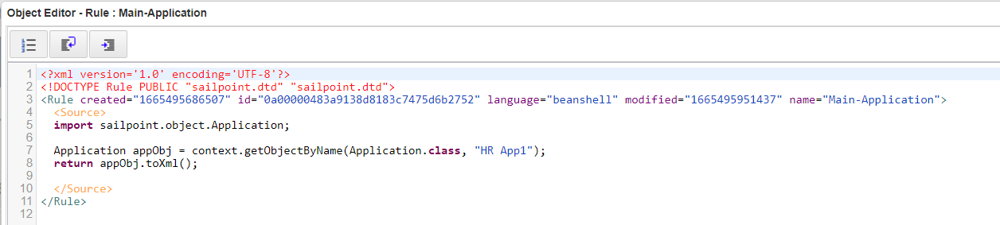 Object Editor - Rule : Main-Application
1 <?xml version='1.0' encoding='UTF-8'?>
2 <!DOCTYPE Rule PUBLIC "sailpoint.dtd" "sailpoint.dtd">
3 <Rule created="1665495686507" id="0a00000483a9138d8183c7475d6b2752" language="beanshell" modified="1665495951437" name="Main-Application">
4 <Source>
5 import sailpoint.object.Application;
6
7 Application appObj = context.getObjectByName(Application.class, "HR App1");
8 return appObj.toXml();
9
10 </Source>
11 </Rule>
12